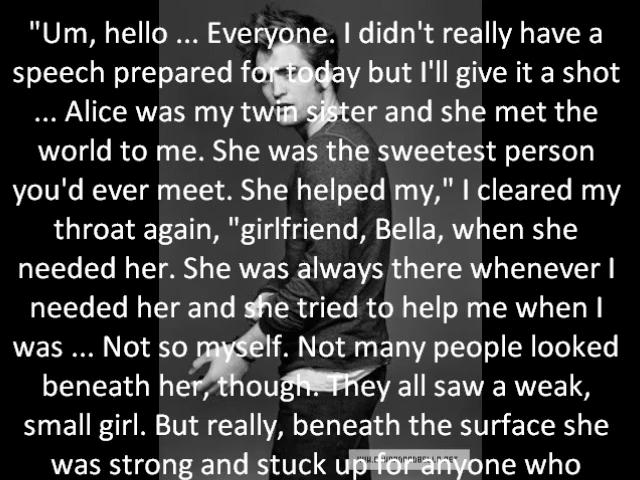 "Um, hello ... Everyone. I didn't really have a
speech prepared for today but I'll give it a shot
... Alice was my twin sister and she met the
world to me. She was the sweetest person
you'd ever meet. She helped my," I cleared my
throat again, "girlfriend, Bella, when she
needed her. She was always there whenever I
needed her and she tried to help me when I
was ... Not so myself. Not many people looked
beneath her, though. They all saw a weak,
small girl. But really, beneath the surface she
was strong and stuck up for anyone who